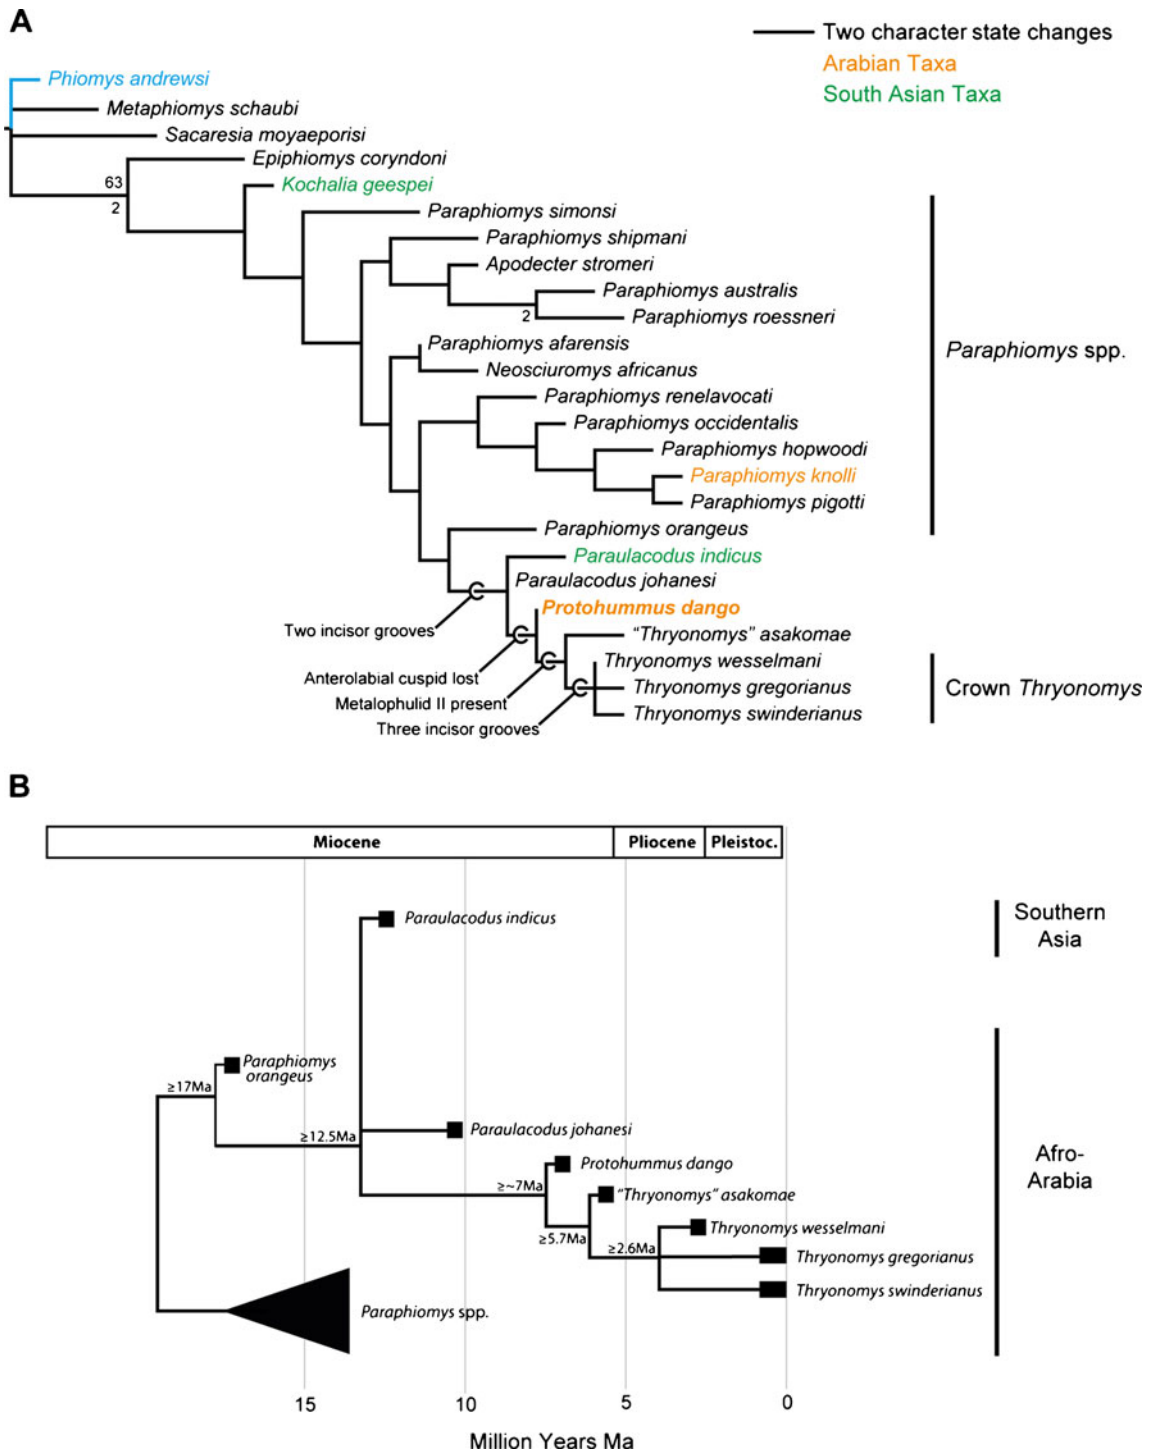 A
Two character state changes
Arabian Taxa
South Asian Taxa
Phiomys andrewsi
Metaphiomys schaubi
Sacaresia moyaeporisi
Epiphiomys coryndoni
63
Kochalia geespei
2
Paraphiomys simonsi
Paraphiomys shipmani
Apodecter stromeri
Paraphiomys australis
2
Paraphiomys roessneri
Paraphiomys afarensis
Paraphiomys spp.
Neosciuromys africanus
Paraphiomys renelavocati
Paraphiomys occidentalis
Paraphiomys hopwoodi
Paraphiomys knolli
Paraphiomys pigotti
Paraphiomys orangeus
Paraulacodus indicus
Paraulacodus johanesi
Protohummus dango
Two incisor grooves
“Thryonomys” asakomae
Thryonomys wesselmani
Anterolabial cuspid lost
Thryonomys gregorianus
Crown Thryonomys
Metalophulid II present
Thryonomys swinderianus
Three incisor grooves
B
Miocene
Pliocene
Pleistoc.
Paraulacodus indicus
Southern
Asia
Paraphiomys
orangeus
≥17Ma
≥12.5Ma
Paraulacodus johanesi
Protohummus dango
Afro-
Arabia
≥~7Ma
“Thryonomys” asakomae
Thryonomys wesselmani
≥5.7Ma
≥2.6Ma
Thryonomys gregorianus
Thryonomys swinderianus
Paraphiomys spp.
15
10
5
0
Million Years Ma